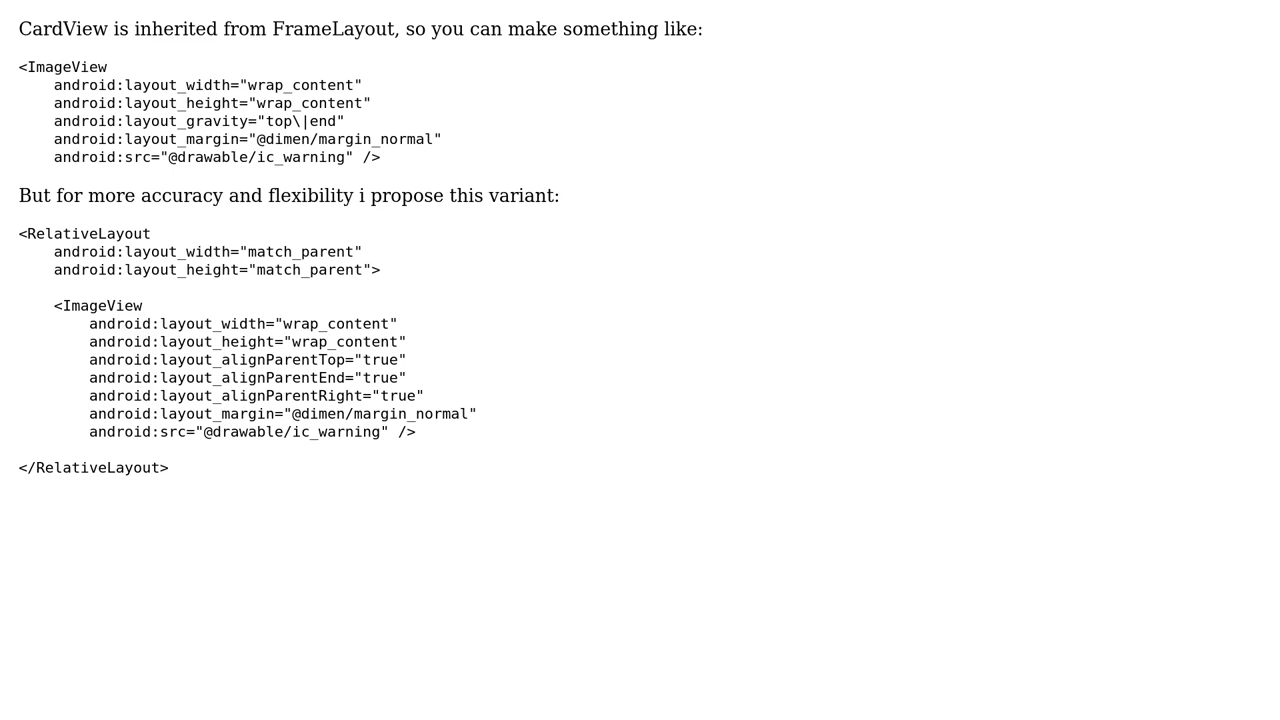 CardView is inherited from FrameLayout, so you can make something like:
<ImageView
    android:layout_width="wrap_content"
    android:layout_height="wrap_content"
    android:layout_gravity="top\|end"
    android:layout_margin="@dimen/margin_normal"
    android:src="@drawable/ic_warning" />
But for more accuracy and flexibility i propose this variant:
<RelativeLayout
    android:layout_width="match_parent"
    android:layout_height="match_parent">
    <ImageView
        android:layout_width="wrap_content"
        android:layout_height="wrap_content"
        android:layout_alignParentTop="true"
        android:layout_alignParentEnd="true"
        android:layout_alignParentRight="true"
        android:layout_margin="@dimen/margin_normal"
        android:src="@drawable/ic_warning" />
</RelativeLayout>